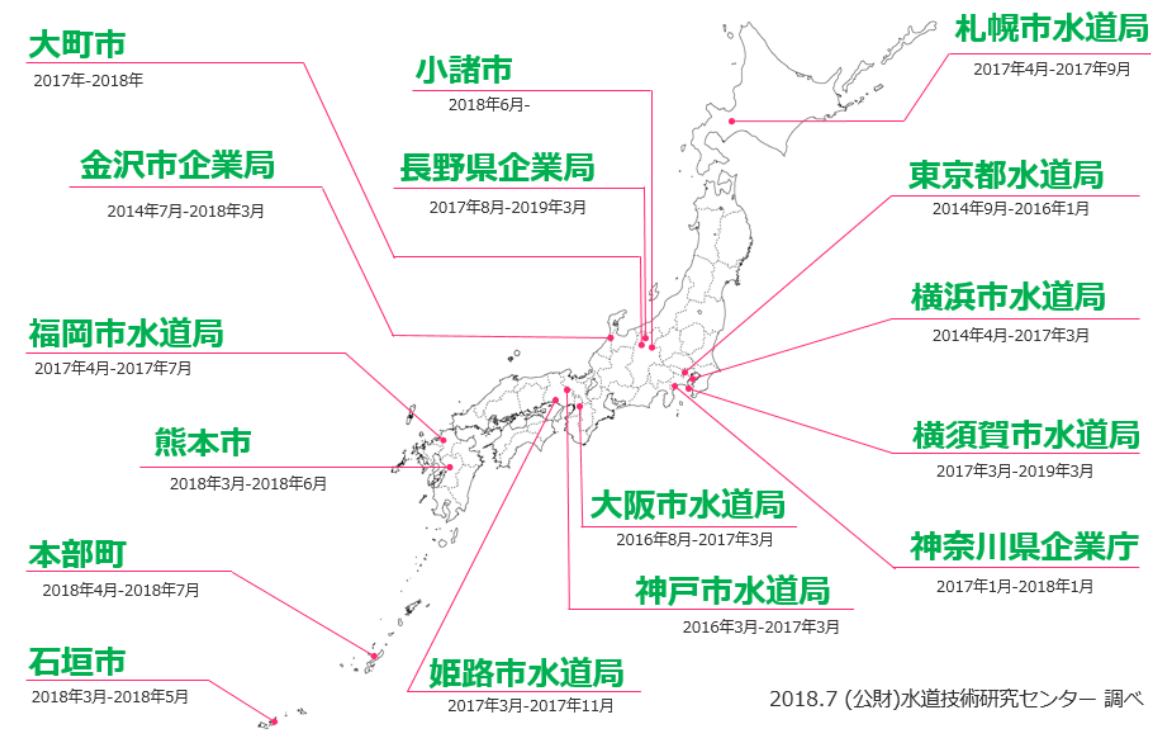 大町市
2017年-2018年
小諸市
2018年6月-
札幌市水道局
2017年4月-2017年9月
金沢市企業局
2014年7月-2018年3月
長野県企業局
2017年8月-2019年3月
東京都水道局
2014年9月-2016年1月
横浜市水道局
2014年4月-2017年3月
福岡市水道局
2017年4月-2017年7月
熊本市
2018年3月-2018年6月
横須賀市水道局
2017年3月-2019年3月
大阪市水道局
2016年8月-2017年3月
神奈川県企業庁
2017年1月-2018年1月
本部町
2018年4月-2018年7月
神戸市水道局
2016年3月-2017年3月
石垣市
2018年3月-2018年5月
姫路市水道局
2017年3月-2017年11月
2018.7 (公財)水道技術研究センター 調べ